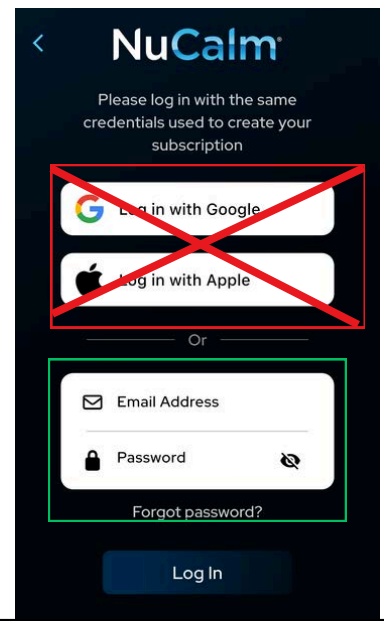 NuCalm
Please log in with the same
credentials used to create your
subscription
Log in with Google
Log in with Apple
Or
Email Address
Password
Forgot password?
Log In